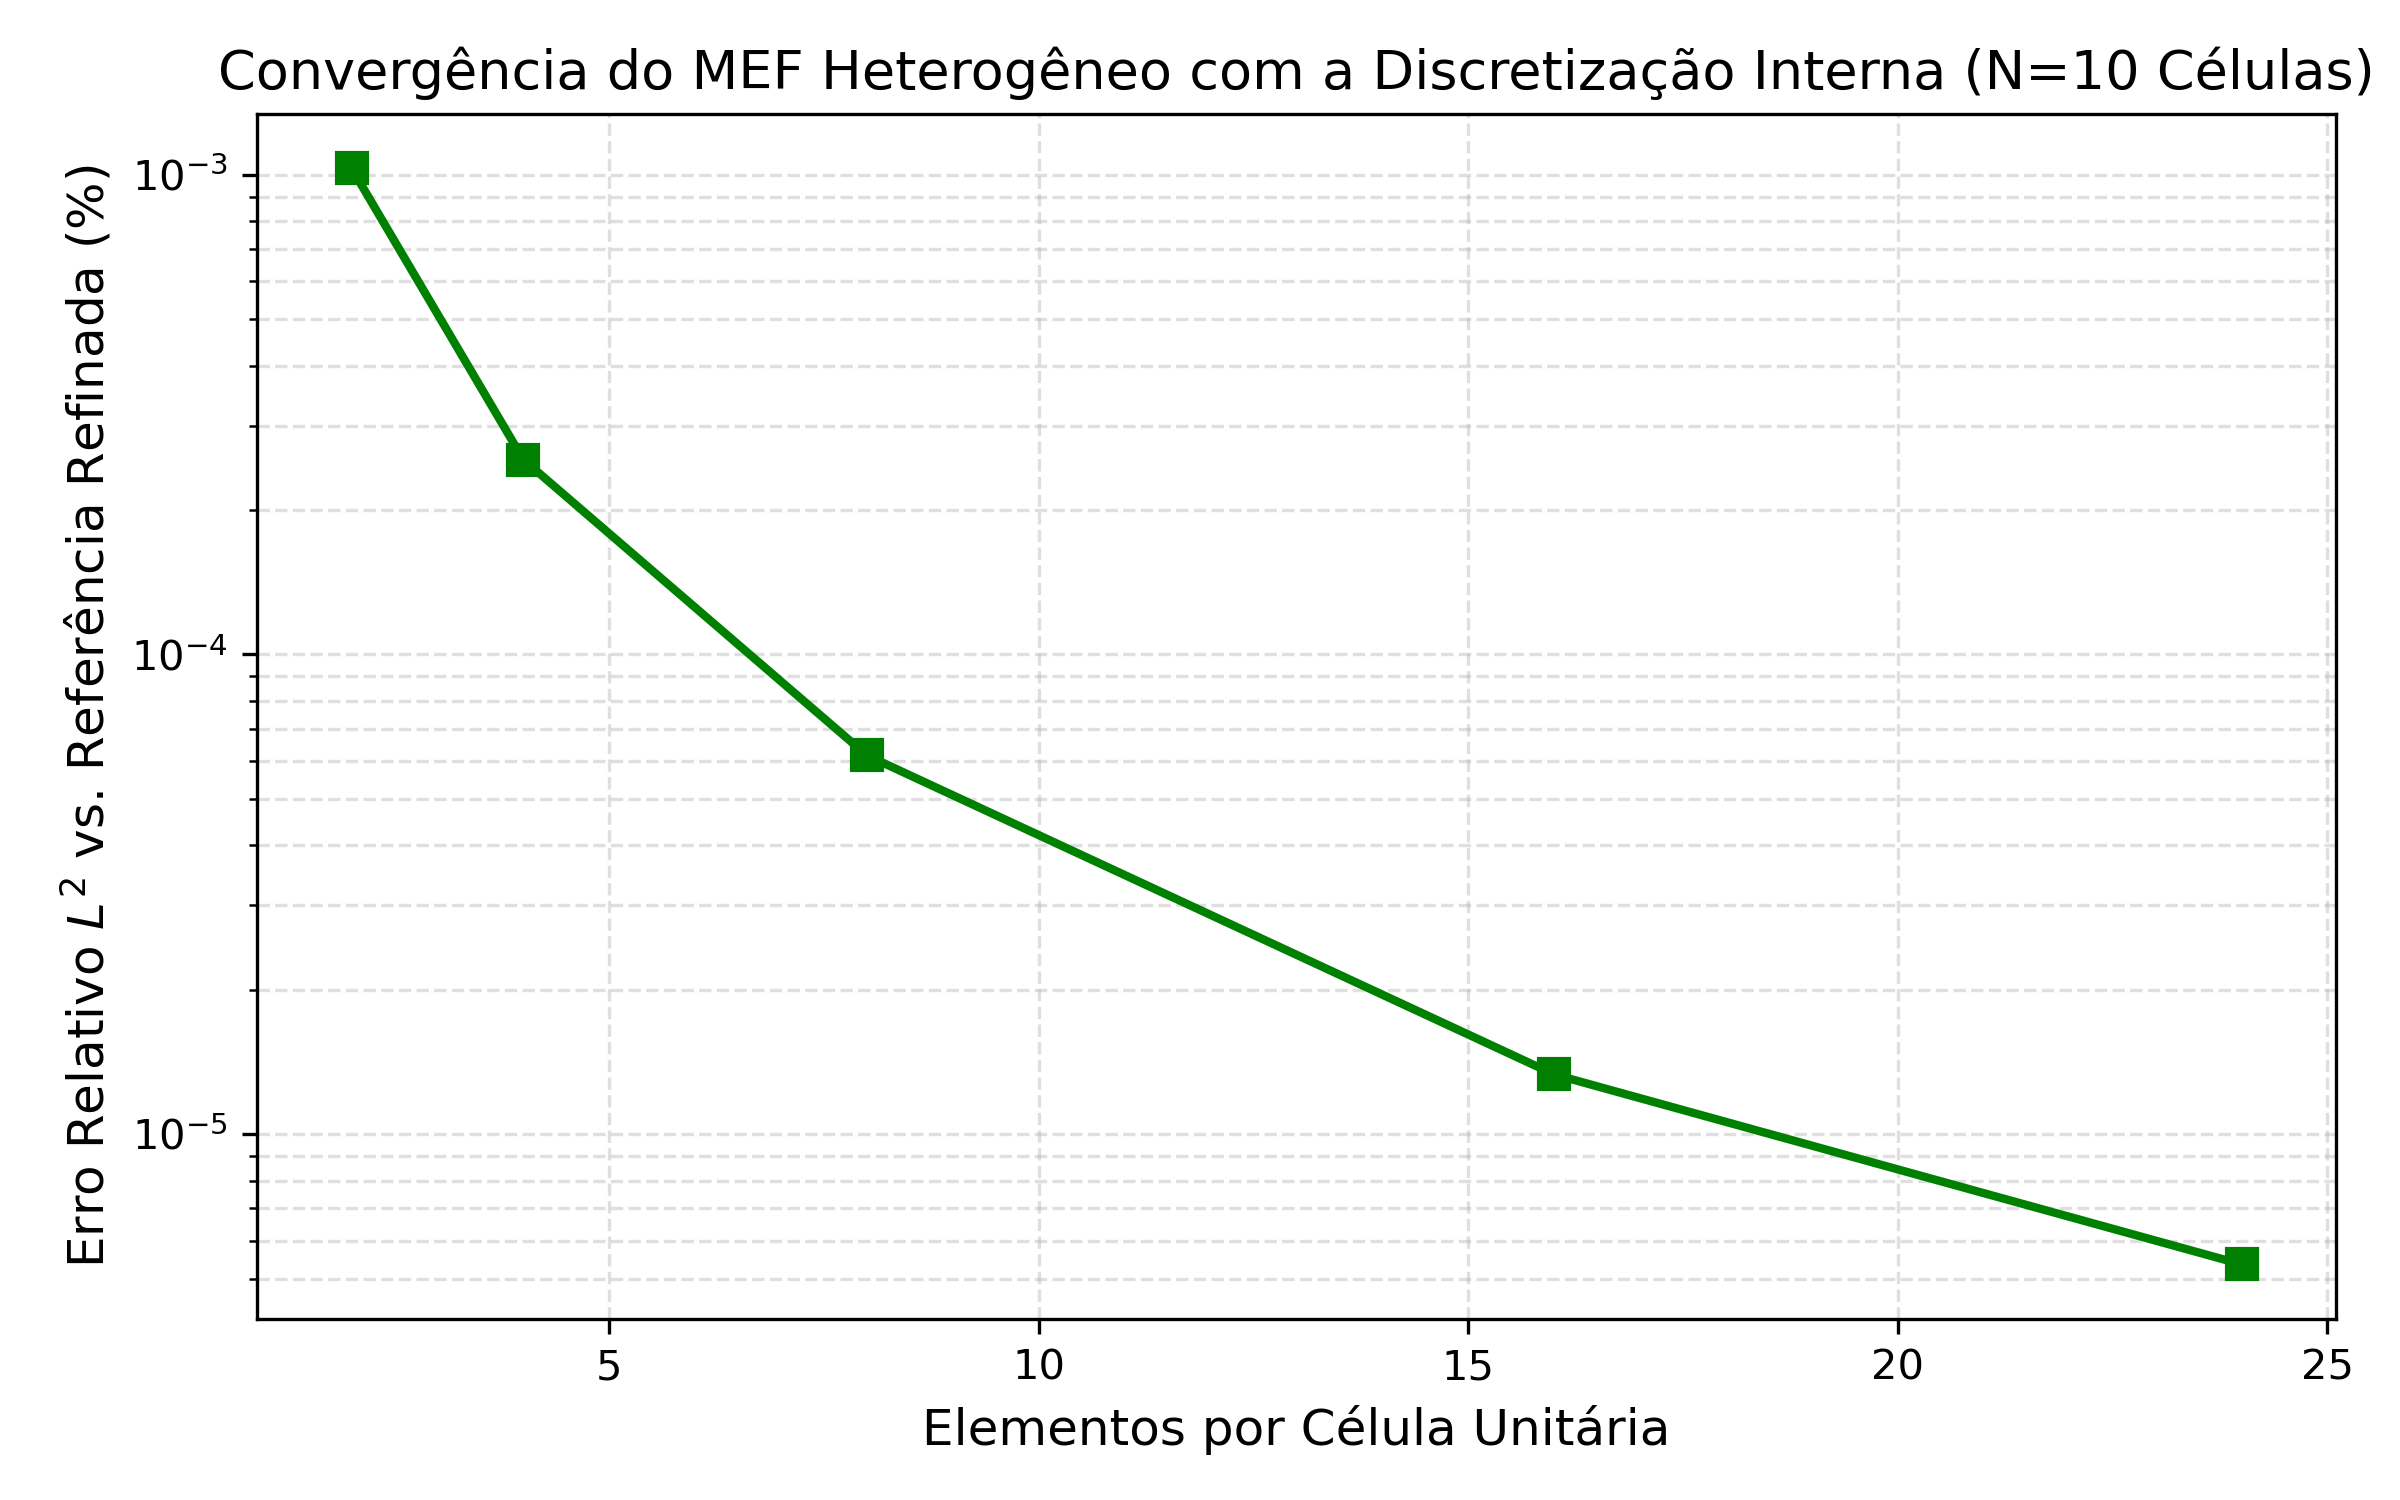 Convergência do MEF Heterogêneo com a Discretização Interna (N=10 Células)
Erro Relativo L² vs. Referência Refinada (%)
10⁻³
10⁻⁴
10⁻⁵
5 10 15 20 25
Elementos por Célula Unitária